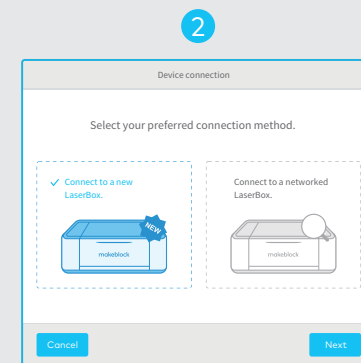 2
Device connection
Select your preferred connection method.
Connect to a new
LaserBox.
NEW
makeblock
Connect to a networked
LaserBox.
makeblock
Cancel
Next